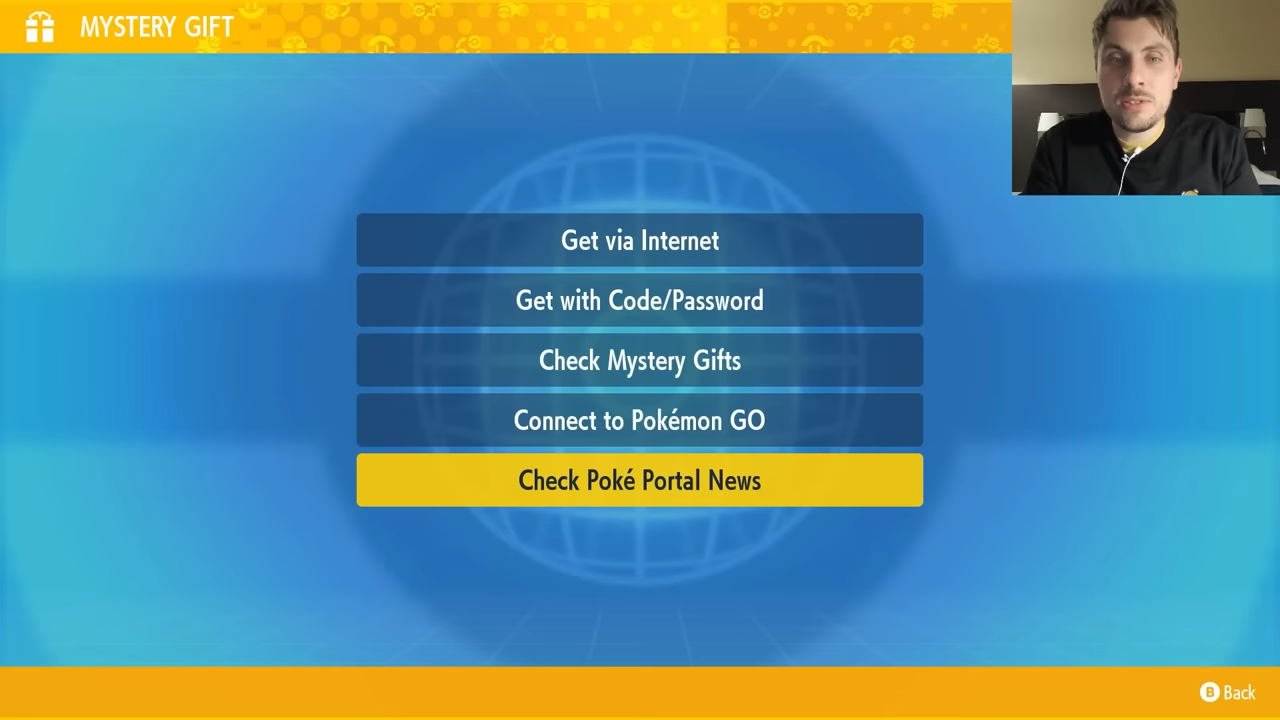 MYSTERY GIFT
Get via Internet
Get with Code/Password
Check Mystery Gifts
Connect to Pokémon GO
Check Poké Portal News
B Back